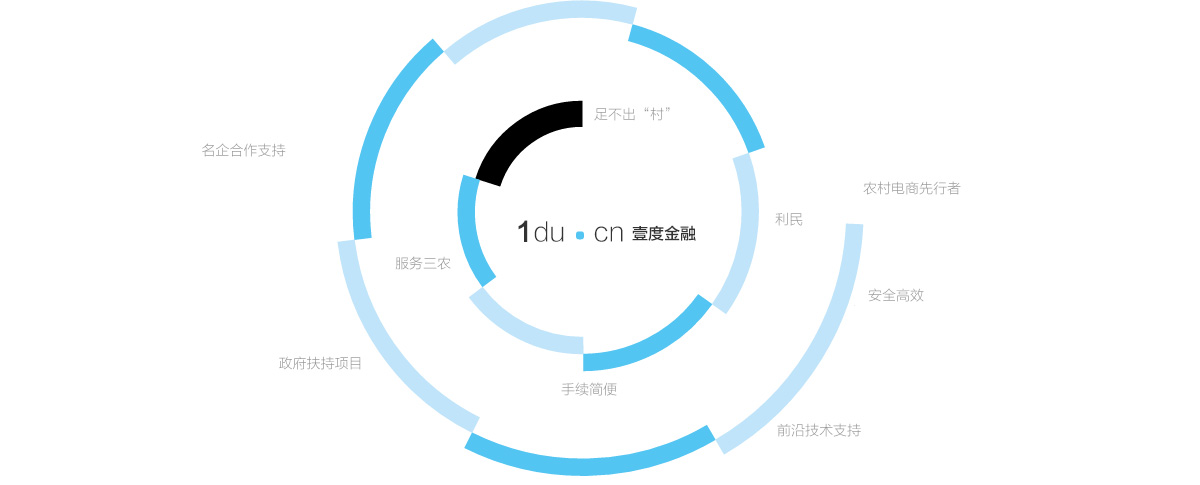 足不出“村”
名企合作支持
农村电商先行者
利民
1du·cn 壹度金融
服务三农
安全高效
政府扶持项目
手续简便
前沿技术支持